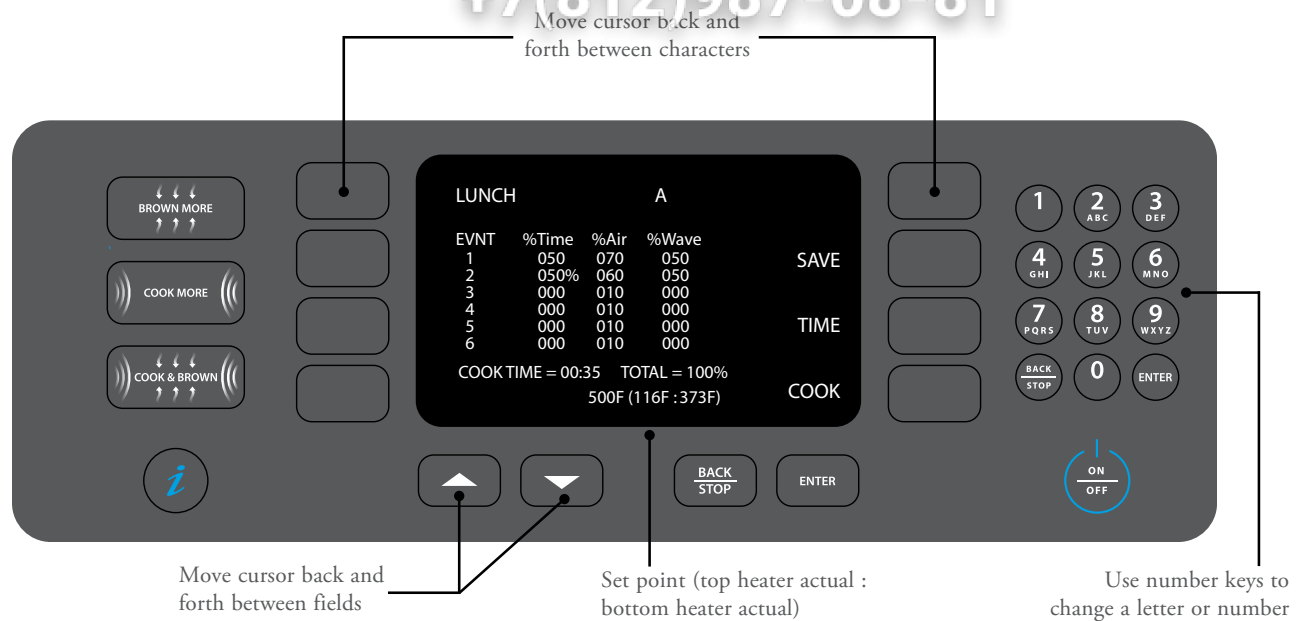 +7(812)987-08-81
Move cursor back and
forth between characters
BROWN MORE
COOK MORE
COOK & BROWN
i
LUNCH A
EVNT %Time %Air %Wave
1 050 070 050
2 050% 060 050
3 000 010 000
4 000 010 000
5 000 010 000
6 000 010 000
COOK TIME = 00:35 TOTAL = 100%
500F (116F :373F)
SAVE
TIME
COOK
BACK
STOP
ENTER
1
2 ABC
3 DEF
4 GHI
5 JKL
6 MNO
7 PQRS
8 TUV
9 WXYZ
BACK
STOP
0
ENTER
ON
OFF
Move cursor back and
forth between fields
Set point (top heater actual :
bottom heater actual)
Use number keys to
change a letter or number